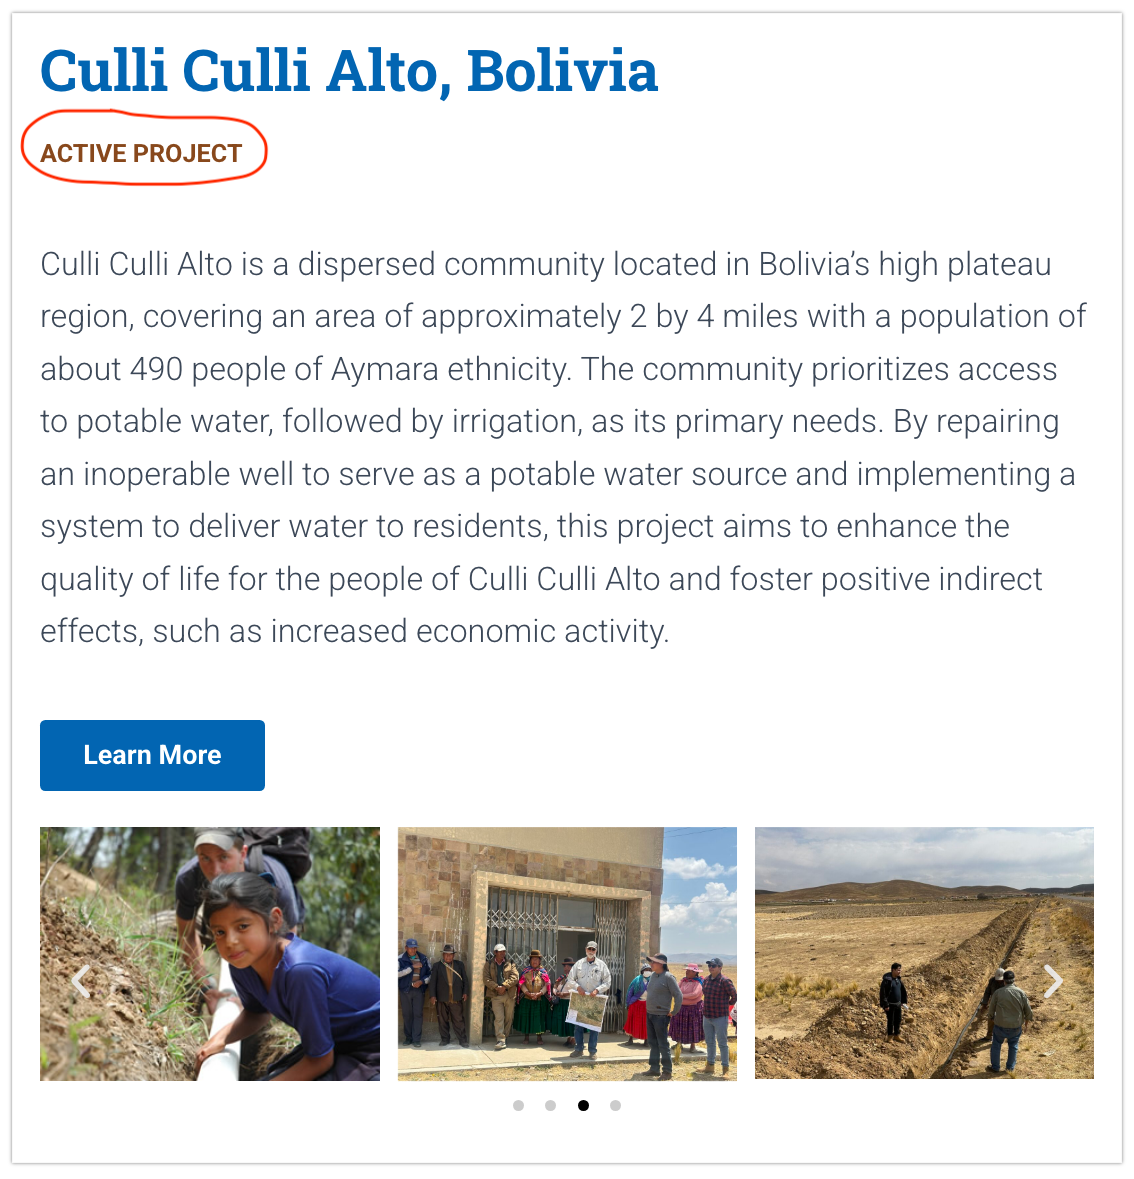 Culli Culli Alto, Bolivia
ACTIVE PROJECT
Culli Culli Alto is a dispersed community located in Bolivia’s high plateau
region, covering an area of approximately 2 by 4 miles with a population of
about 490 people of Aymara ethnicity. The community prioritizes access
to potable water, followed by irrigation, as its primary needs. By repairing
an inoperable well to serve as a potable water source and implementing a
system to deliver water to residents, this project aims to enhance the
quality of life for the people of Culli Culli Alto and foster positive indirect
effects, such as increased economic activity.
Learn More